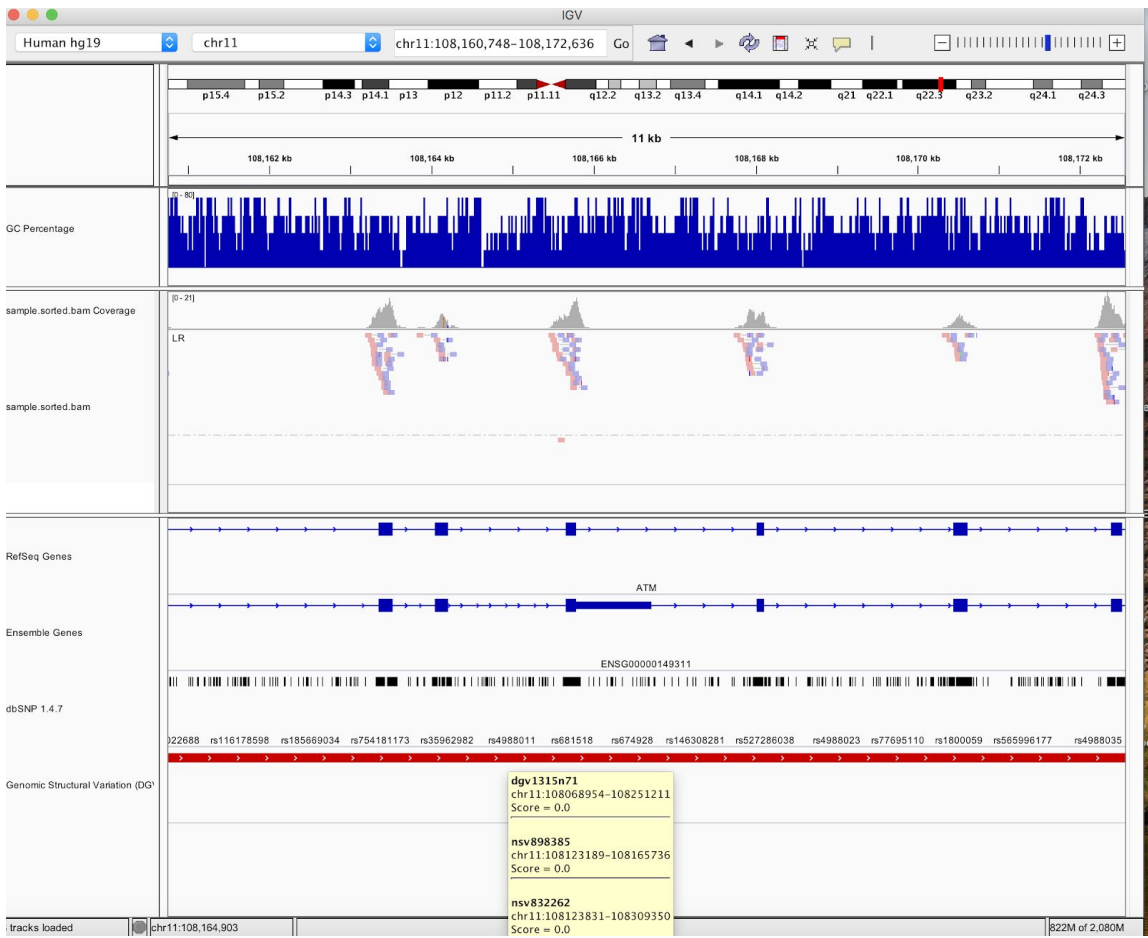 IGV
Human hg19 chr11 chr11:108,160,748–108,172,636 Go
p15.4 p15.2 p14.3 p14.1 p13 p12 p11.2 p11.11 q12.2 q13.2 q13.4 q14.1 q14.2 q21 q22.1 q22.3 q23.2 q24.1 q24.3
11 kb
108,162 kb 108,164 kb 108,166 kb 108,168 kb 108,170 kb 108,172 kb
[0 - 80]
GC Percentage
[0 - 21]
sample.sorted.bam Coverage
LR
sample.sorted.bam
RefSeq Genes
ATM
Ensemble Genes
ENSG00000149311
dbSNP 1.4.7
022688 rs116178598 rs185669034 rs754181173 rs35962982 rs4988011 rs681518 rs674928 rs146308281 rs527286038 rs4988023 rs77695110 rs1800059 rs565996177 rs4988035
Genomic Structural Variation (DGV
dgv1315n71
chr11:108068954–108251211
Score = 0.0
nsv898385
chr11:108123189–108165736
Score = 0.0
nsv832262
chr11:108123831–108309350
Score = 0.0
tracks loaded chr11:108,164,903 822M of 2,080M